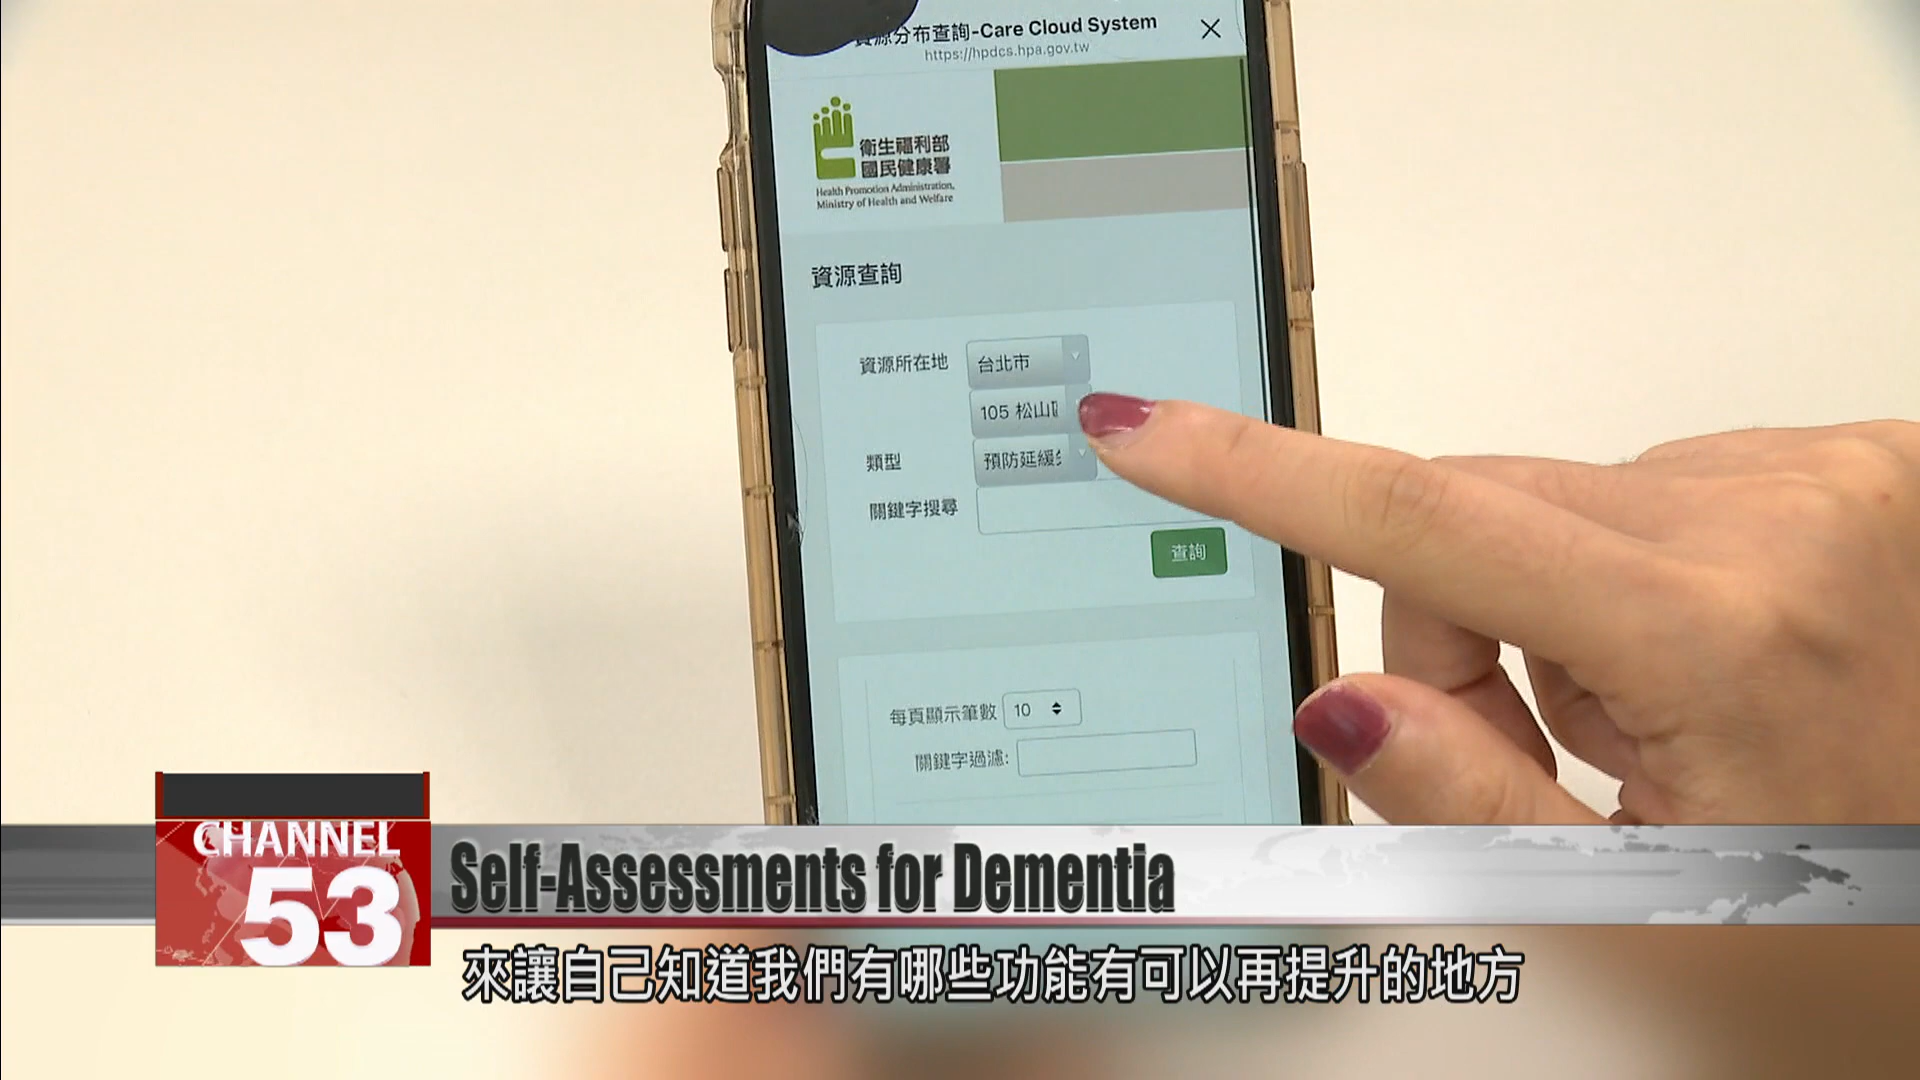 資源分布查詢-Care Cloud System
https://hpdcs.hpa.gov.tw
衛生福利部
國民健康署
Health Promotion Administration,
Ministry of Health and Welfare
資源查詢
資源所在地 台北市
105 松山
類型 預防延緩
關鍵字搜尋
查詢
每頁顯示筆數 10
關鍵字過濾:
CHANNEL
53
Self-Assessments for Dementia
來讓自己知道我們有哪些功能有可以再提升的地方